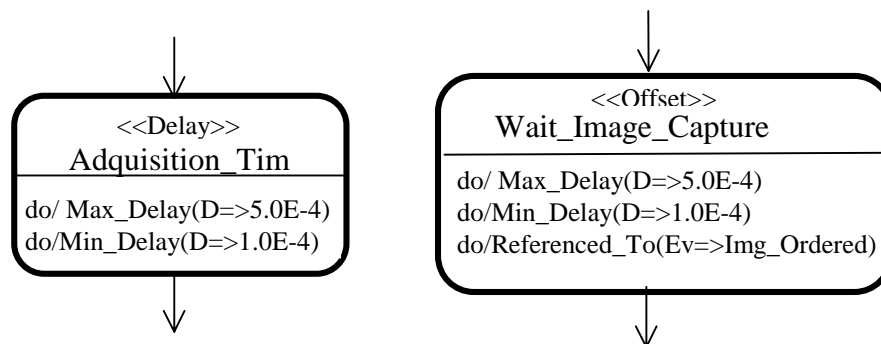 <<Delay>>
Adquisition_Tim
do/ Max_Delay(D=>5.0E-4)
do/Min_Delay(D=>1.0E-4)
<<Offset>>
Wait_Image_Capture
do/ Max_Delay(D=>5.0E-4)
do/Min_Delay(D=>1.0E-4)
do/Referenced_To(Ev=>Img_Ordered)